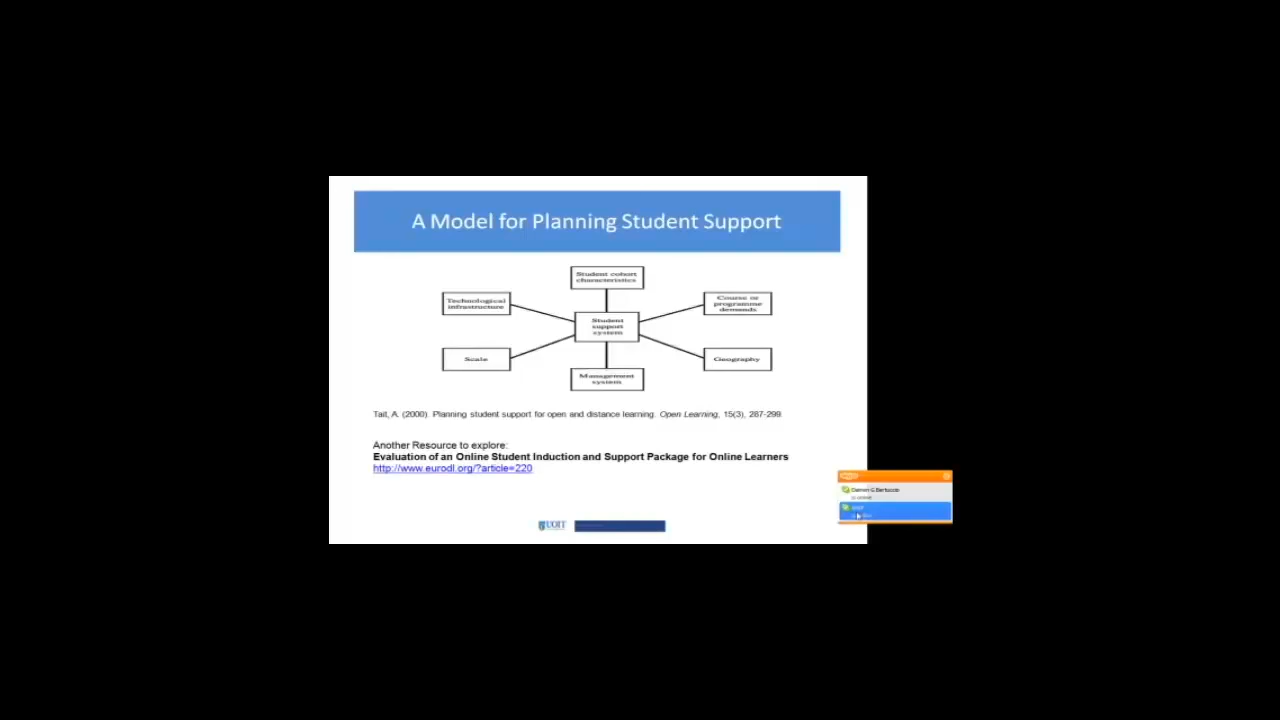 A Model for Planning Student Support
Student cohort
characteristics
Technological
infrastructure
Course or
programme
demands
Student
support
system
Scale
Geography
Management
system
Tait, A. (2000). Planning student support for open and distance learning. Open Learning, 15(3), 287-299.
Another Resource to explore:
Evaluation of an Online Student Induction and Support Package for Online Learners
http://www.eurodl.org/?article=220
UOIT